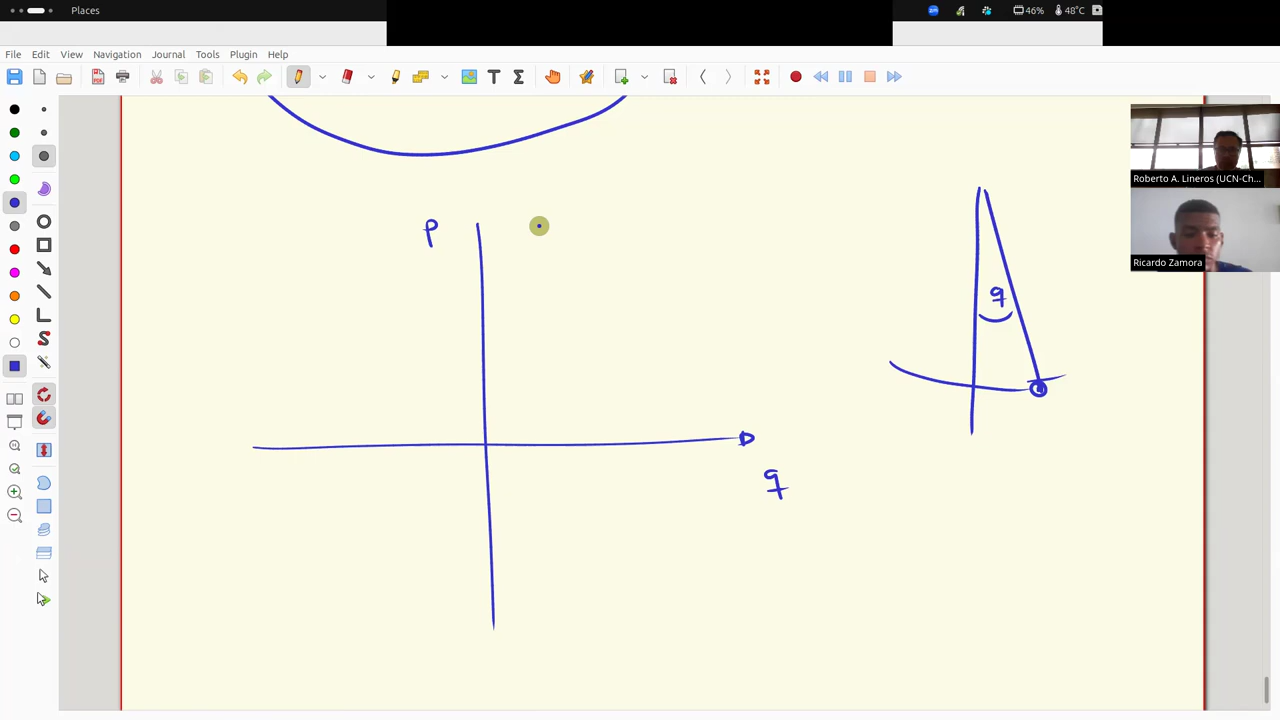 Places
46%
48°C
File Edit View Navigation Journal Tools Plugin Help
Roberto A. Lineros (UCN-Ch...
Ricardo Zamora
p
q
q